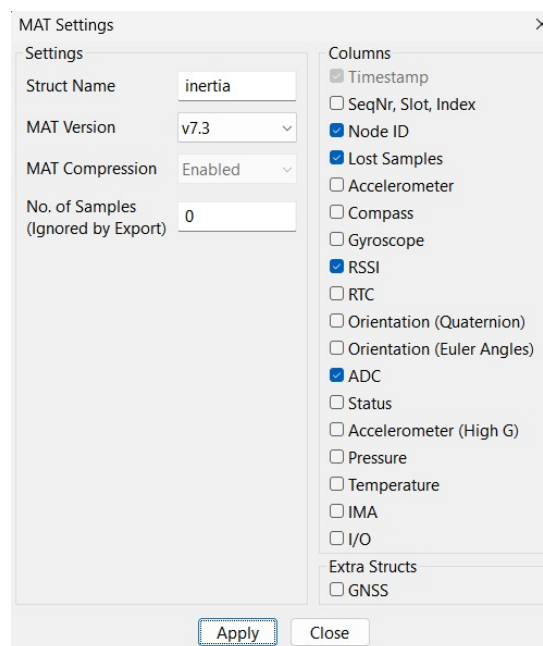 MAT Settings
Settings
Struct Name
inertia
MAT Version
v7.3
MAT Compression
Enabled
No. of Samples
(Ignored by Export)
0
Columns
Timestamp
SeqNr, Slot, Index
Node ID
Lost Samples
Accelerometer
Compass
Gyroscope
RSSI
RTC
Orientation (Quaternion)
Orientation (Euler Angles)
ADC
Status
Accelerometer (High G)
Pressure
Temperature
IMA
I/O
Extra Structs
GNSS
Apply
Close